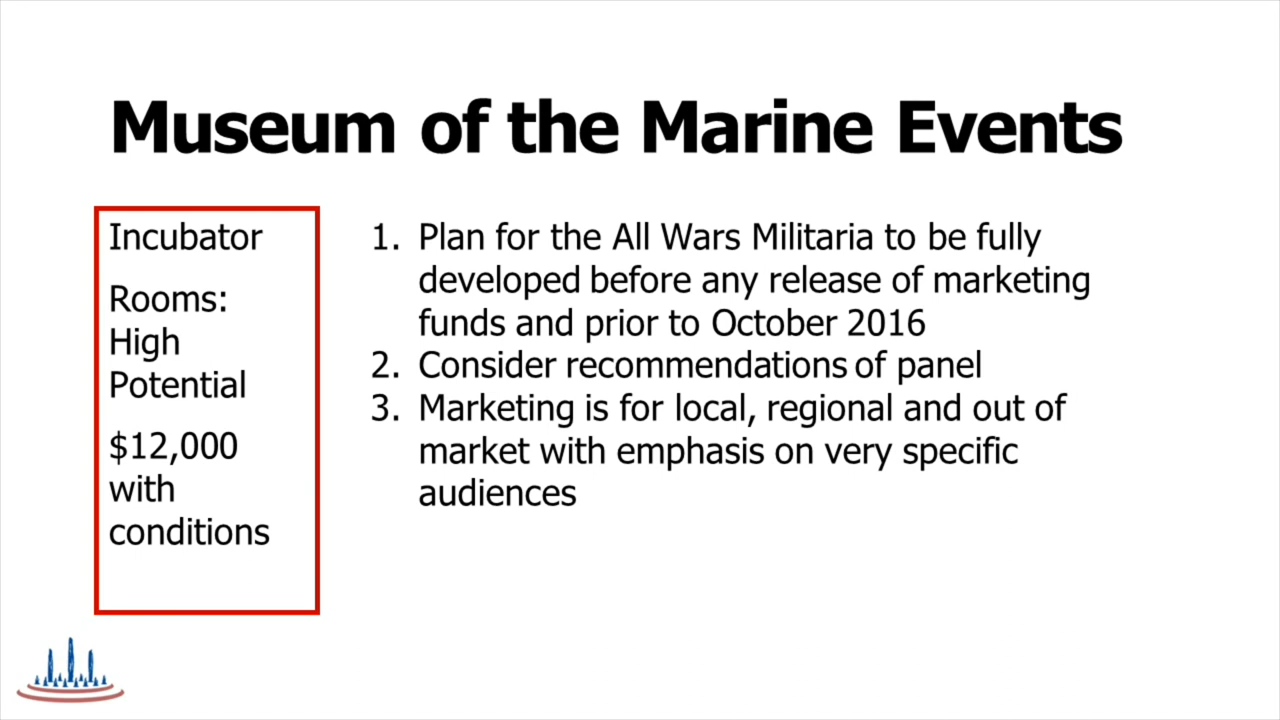 Museum of the Marine Events
Incubator
Rooms:
High
Potential
$12,000
with
conditions
1. Plan for the All Wars Militaria to be fully
developed before any release of marketing
funds and prior to October 2016
2. Consider recommendations of panel
3. Marketing is for local, regional and out of
market with emphasis on very specific
audiences